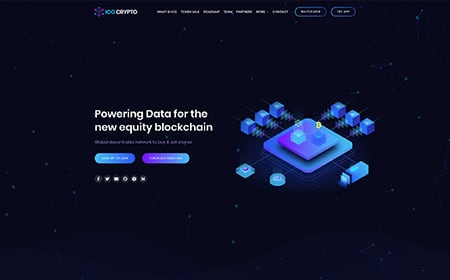 ICO CRYPTO
WHAT IS ICO TOKEN SALE ROADMAP TEAM PARTNERS MORE CONTACT
WHITEPAPER TRY APP
Powering Data for the
new equity blockchain
Global decentralize network to buy & sell
SIGN UP TO JOIN TOKEN DISTRIBUTION